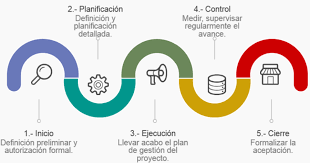 2.- Planificación
Definición y
planificación
detallada.
4.- Control
Medir, supervisar
regularmente el
avance.
1.- Inicio
Definición preliminar y
autorización formal.
3.- Ejecución
Llevar acabo el plan
de gestión del
proyecto.
5.- Cierre
Formalizar la
aceptación.